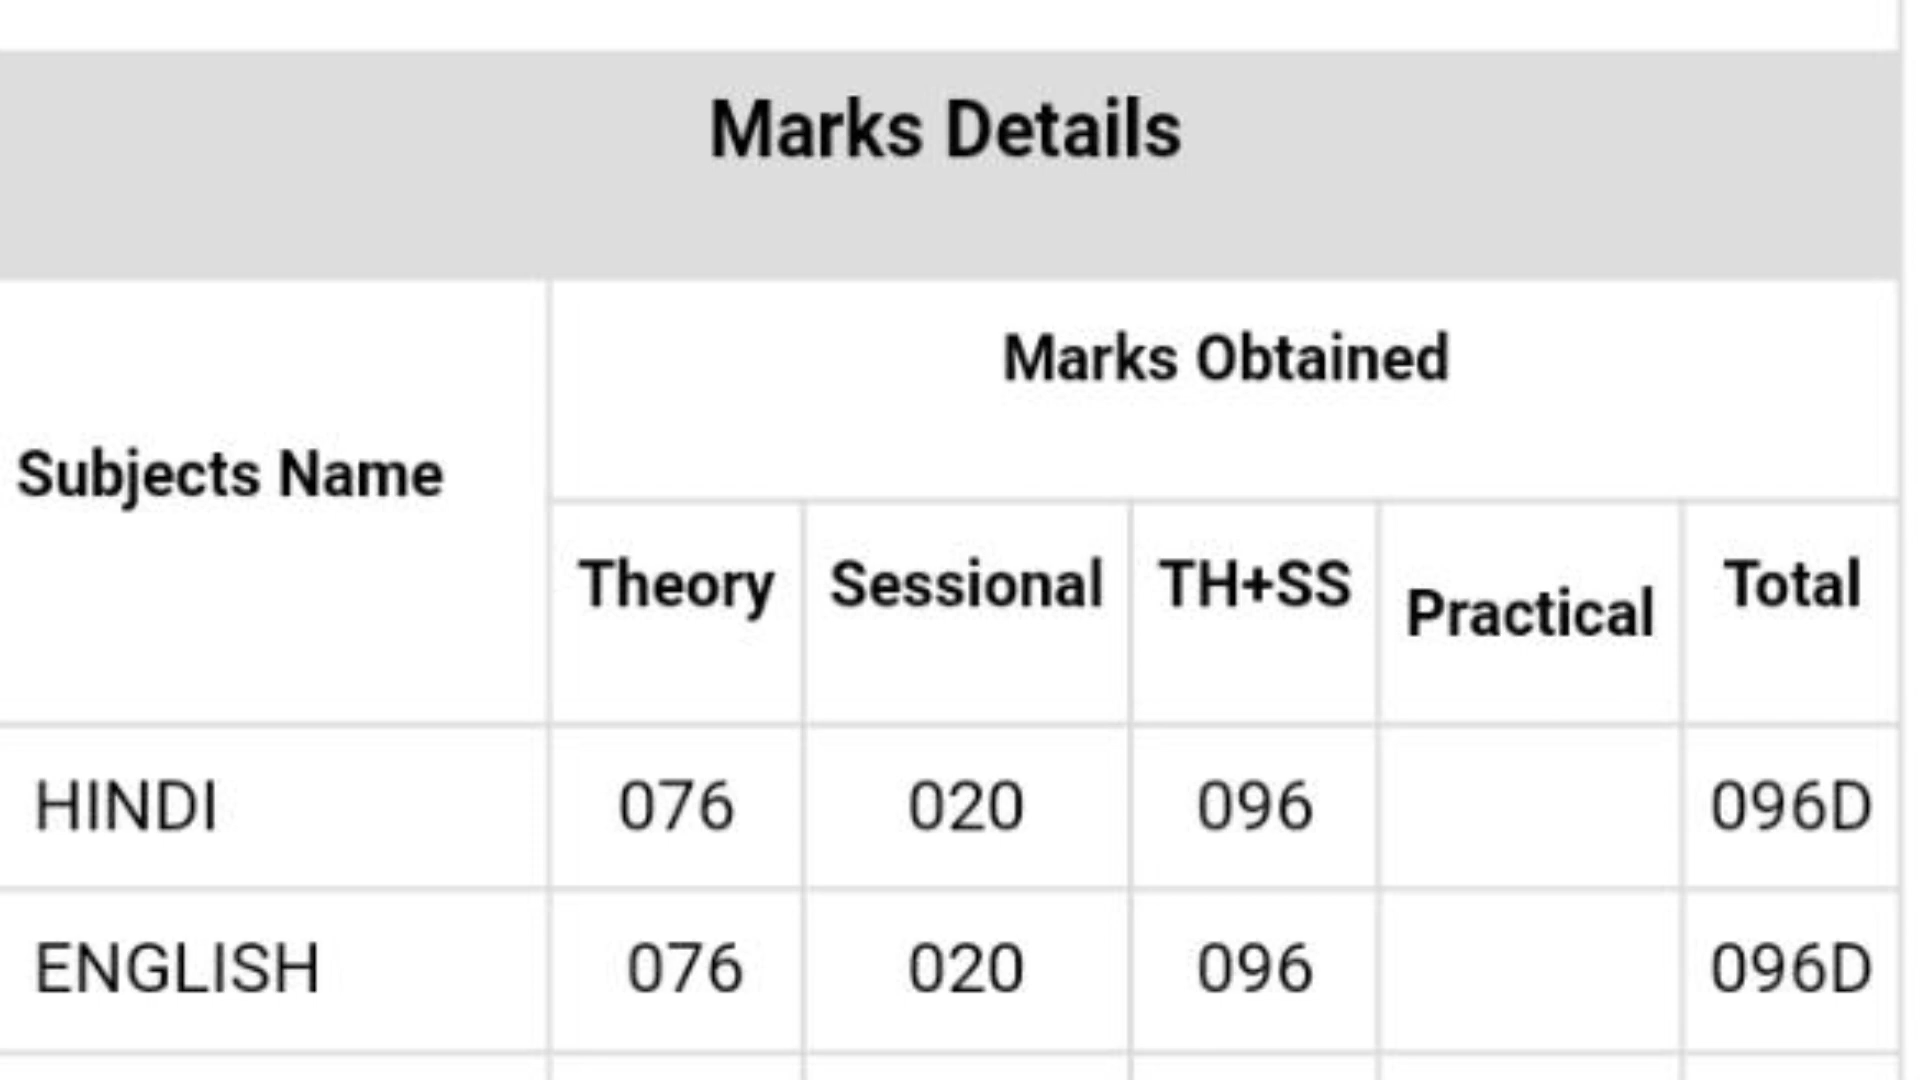 Marks Details
Marks Obtained
Subjects Name
Theory Sessional TH+SS Practical Total
HINDI 076 020 096 096D
ENGLISH 076 020 096 096D